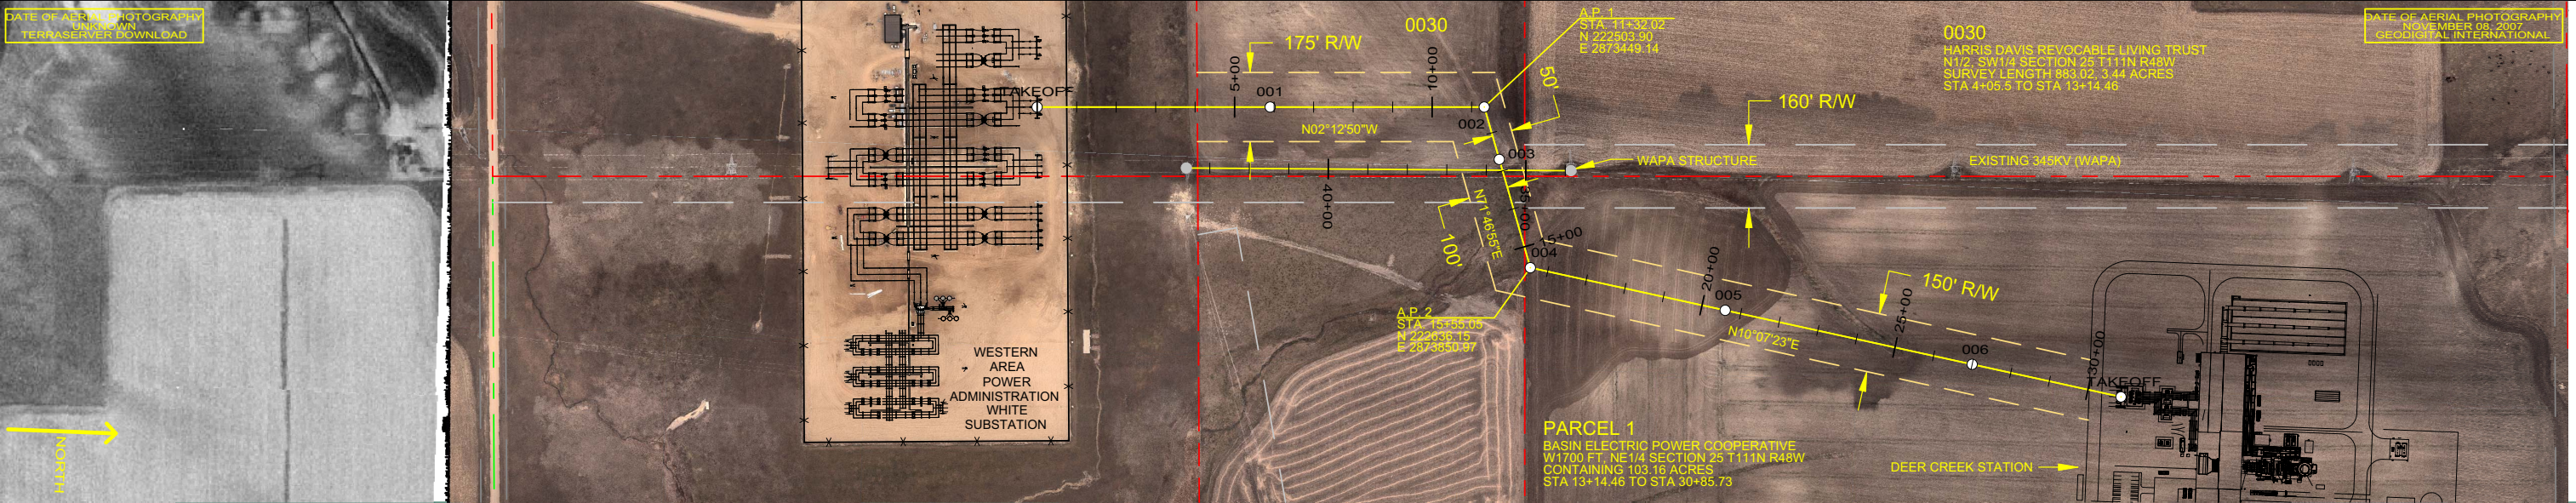 DATE OF AERIAL PHOTOGRAPHY
UNKNOWN
TERRASERVER DOWNLOAD
NORTH
TAKEOFF
WESTERN
AREA
POWER
ADMINISTRATION
WHITE
SUBSTATION
175' R/W
5+00
001
0030
10+00
A.P. 1
STA. 11+32.02
N 222503.90
E 2873449.14
50'
002
N02°12'50"W
003
40+00
N71°46'55"E
100'
15+00
004
A.P. 2
STA. 15+55.05
N 222636.15
E 2873850.97
WAPA STRUCTURE
160' R/W
EXISTING 345KV (WAPA)
0030
HARRIS DAVIS REVOCABLE LIVING TRUST
N1/2, SW1/4 SECTION 25 T111N R48W
SURVEY LENGTH 883.02, 3.44 ACRES
STA 4+05.5 TO STA 13+14.46
DATE OF AERIAL PHOTOGRAPHY
NOVEMBER 08, 2007
GEODIGITAL INTERNATIONAL
20+00
005
N10°07'23"E
150' R/W
25+00
006
30+00
TAKEOFF
PARCEL 1
BASIN ELECTRIC POWER COOPERATIVE
W1700 FT, NE1/4 SECTION 25 T111N R48W
CONTAINING 103.16 ACRES
STA 13+14.46 TO STA 30+85.73
DEER CREEK STATION